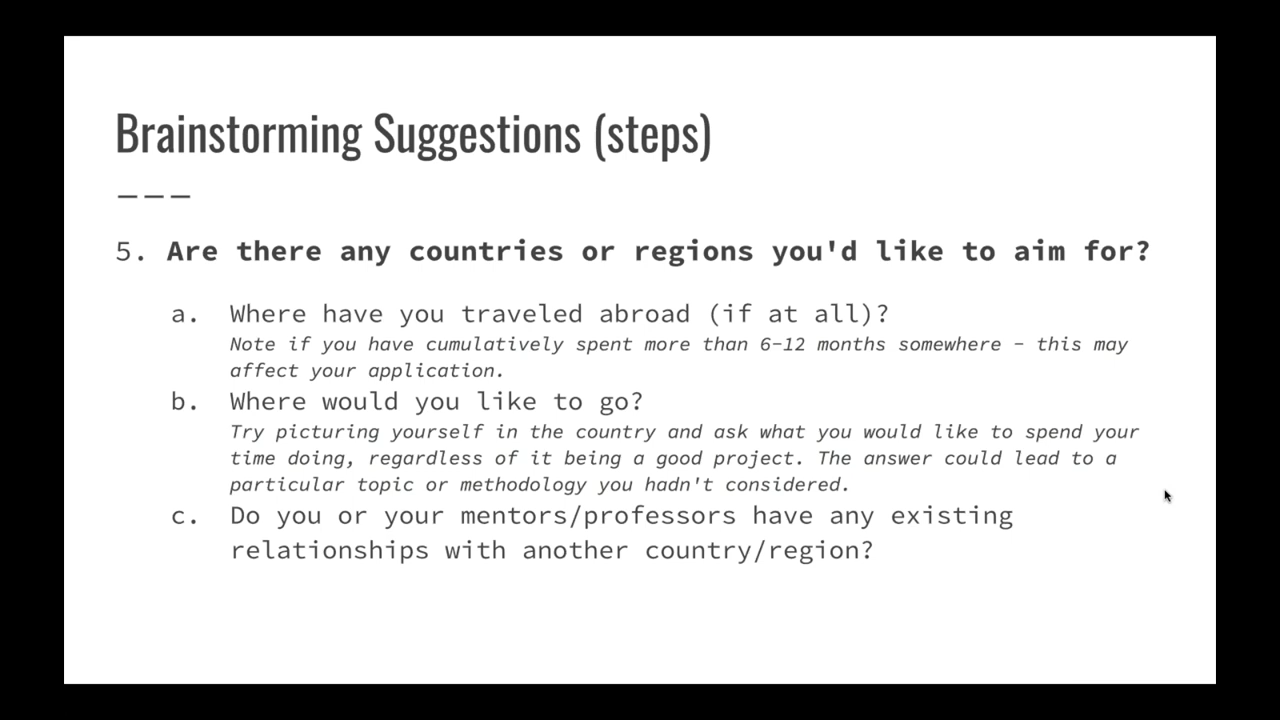 Brainstorming Suggestions (steps)
———
5. Are there any countries or regions you'd like to aim for?
a. Where have you traveled abroad (if at all)?
Note if you have cumulatively spent more than 6-12 months somewhere - this may
affect your application.
b. Where would you like to go?
Try picturing yourself in the country and ask what you would like to spend your
time doing, regardless of it being a good project. The answer could lead to a
particular topic or methodology you hadn't considered.
c. Do you or your mentors/professors have any existing
relationships with another country/region?